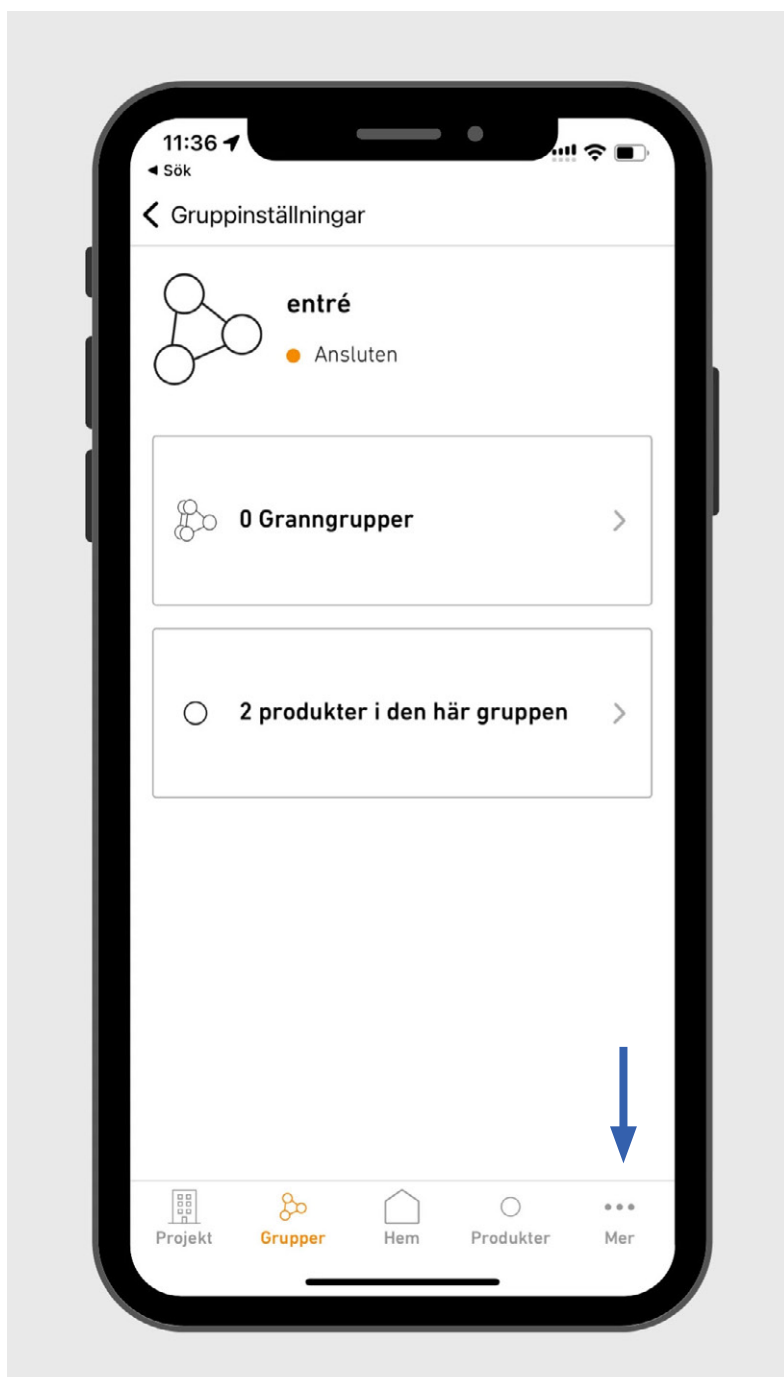 11:36
◀ Sök
Gruppinställningar
entré
Ansluten
0 Granngrupper
2 produkter i den här gruppen
Projekt Grupper Hem Produkter Mer